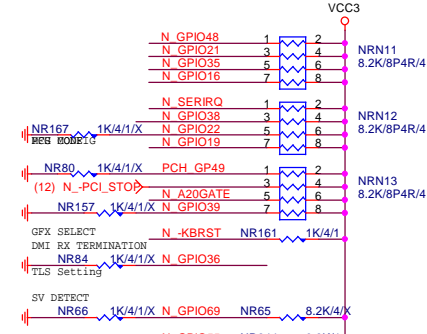 VCC3
N_GPIO48 1 2
N_GPIO21 3 4 NRN11
N_GPIO35 5 6 8.2K/8P4R/4
N_GPIO16 7 8
N_SERIRQ 1 2
N_GPIO38 3 4 NRN12
NR167 1K/4/1/X N_GPIO22 5 6 8.2K/8P4R/4
N_GPIO19 7 8
NR80 1K/4/1/X PCH_GP49 1 2
(12) N_-PCI_STOP 3 4 NRN13
N_A20GATE 5 6 8.2K/8P4R/4
NR157 1K/4/1/X N_GPIO39 7 8
GFX SELECT N_-KBRST NR161 1K/4/1
DMI RX TERMINATION
NR84 1K/4/1/X N_GPIO36
TLS Setting
SV DETECT
NR66 1K/4/1/X N_GPIO69 NR65 8.2K/4/X